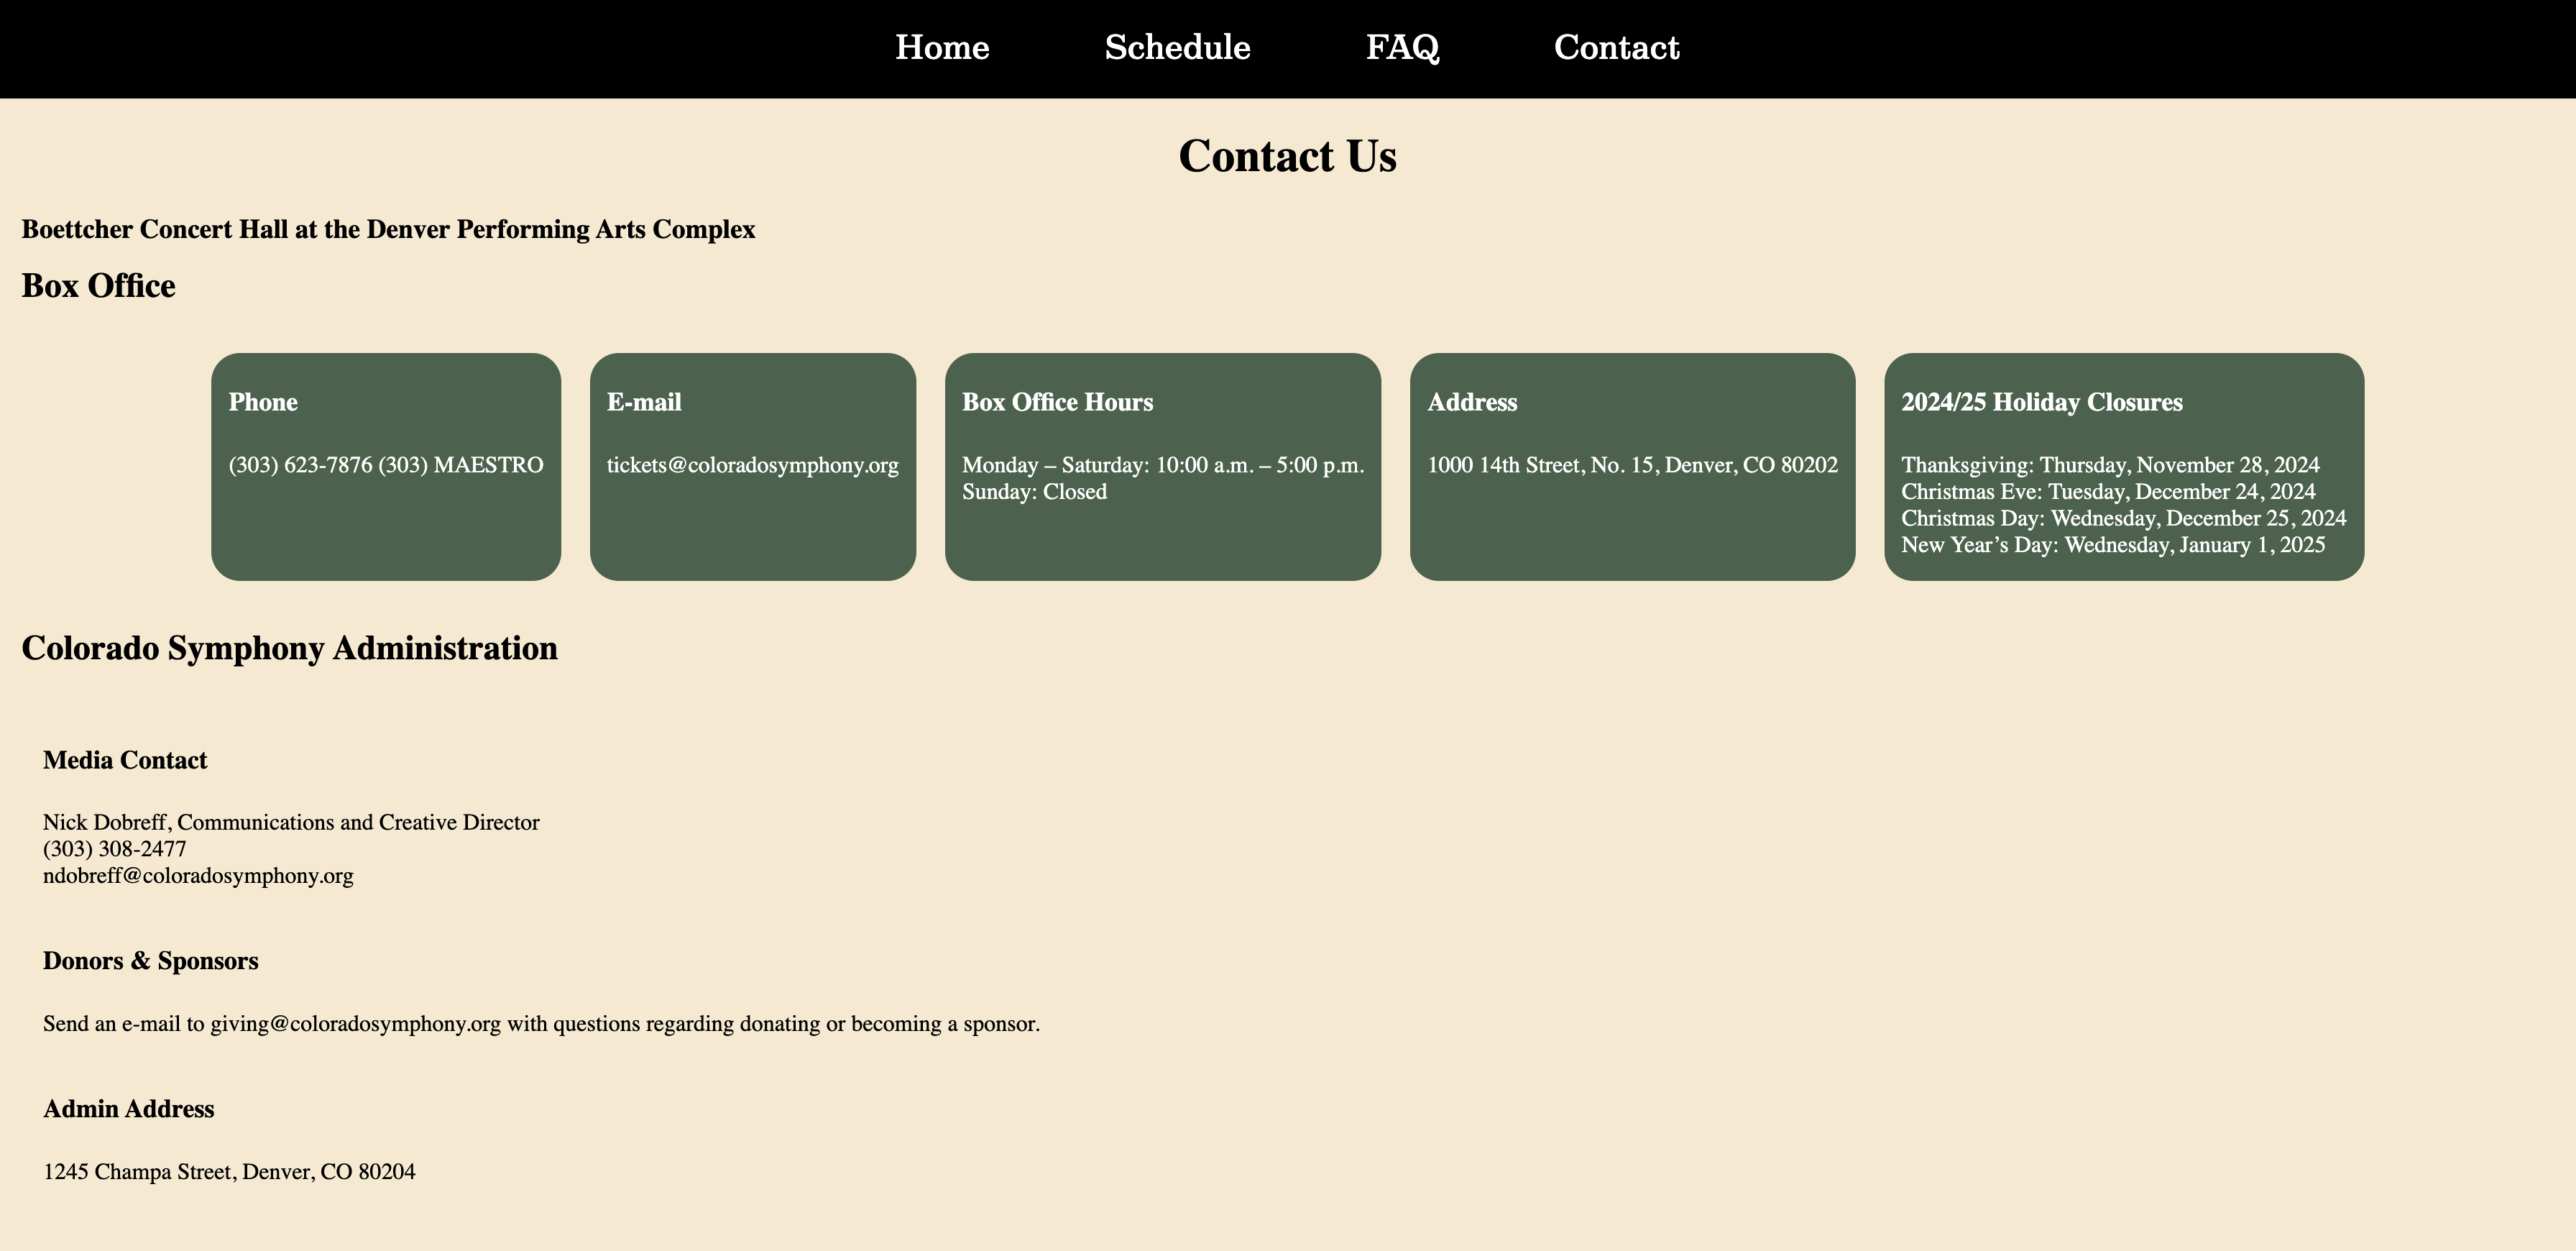 Home Schedule FAQ Contact
Contact Us
Boettcher Concert Hall at the Denver Performing Arts Complex
Box Office
Phone
(303) 623-7876 (303) MAESTRO
E-mail
tickets@coloradosymphony.org
Box Office Hours
Monday – Saturday: 10:00 a.m. – 5:00 p.m.
Sunday: Closed
Address
1000 14th Street, No. 15, Denver, CO 80202
2024/25 Holiday Closures
Thanksgiving: Thursday, November 28, 2024
Christmas Eve: Tuesday, December 24, 2024
Christmas Day: Wednesday, December 25, 2024
New Year’s Day: Wednesday, January 1, 2025
Colorado Symphony Administration
Media Contact
Nick Dobreff, Communications and Creative Director
(303) 308-2477
ndobreff@coloradosymphony.org
Donors & Sponsors
Send an e-mail to giving@coloradosymphony.org with questions regarding donating or becoming a sponsor.
Admin Address
1245 Champa Street, Denver, CO 80204